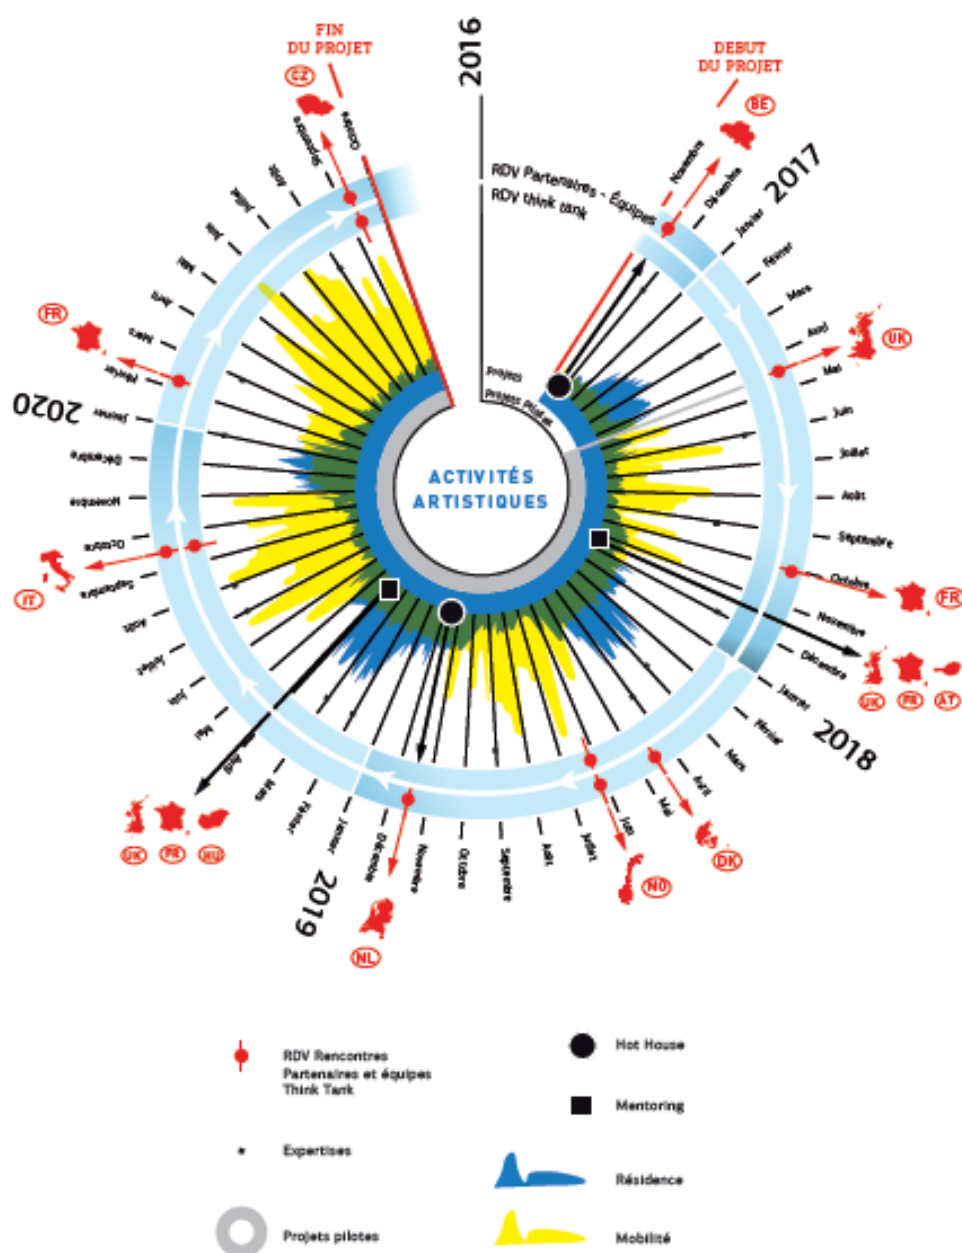 2016
FIN
DU PROJET
DEBUT
DU PROJET
CZ
BE
Octobre
Septembre
Août
Juillet
Juin
Mai
Avril
Mars
Février
Janvier
2020
Décembre
Novembre
Octobre
Septembre
Août
Juillet
Juin
Mai
Avril
Mars
Février
Janvier
2019
Décembre
Novembre
Octobre
Septembre
Août
Juillet
Juin
Mai
Avril
Mars
Février
Janvier
2018
Décembre
Novembre
Octobre
Septembre
Août
Juillet
Juin
Mai
Avril
Mars
Février
Janvier
2017
Décembre
Novembre
RDV Partenaires - Équipes
RDV think tank
Projets
Projets Pilotes
ACTIVITÉS
ARTISTIQUES
UK
FR
UK FR AT
DK
NO
NL
UK FR HU
IT
FR
RDV Rencontres
Partenaires et équipes
Think Tank
Hot House
Mentoring
Expertises
Résidence
Projets pilotes
Mobilité